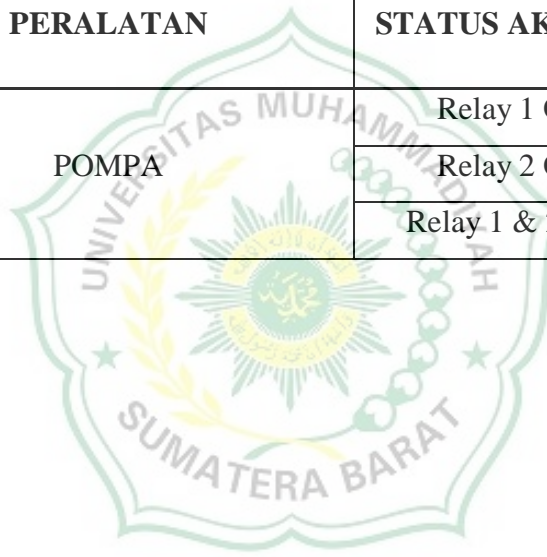 PERALATAN STATUS AK
Relay 1
POMPA Relay 2
Relay 1 &
UNIVERSITAS MUHAMMADIYAH
SUMATERA BARAT